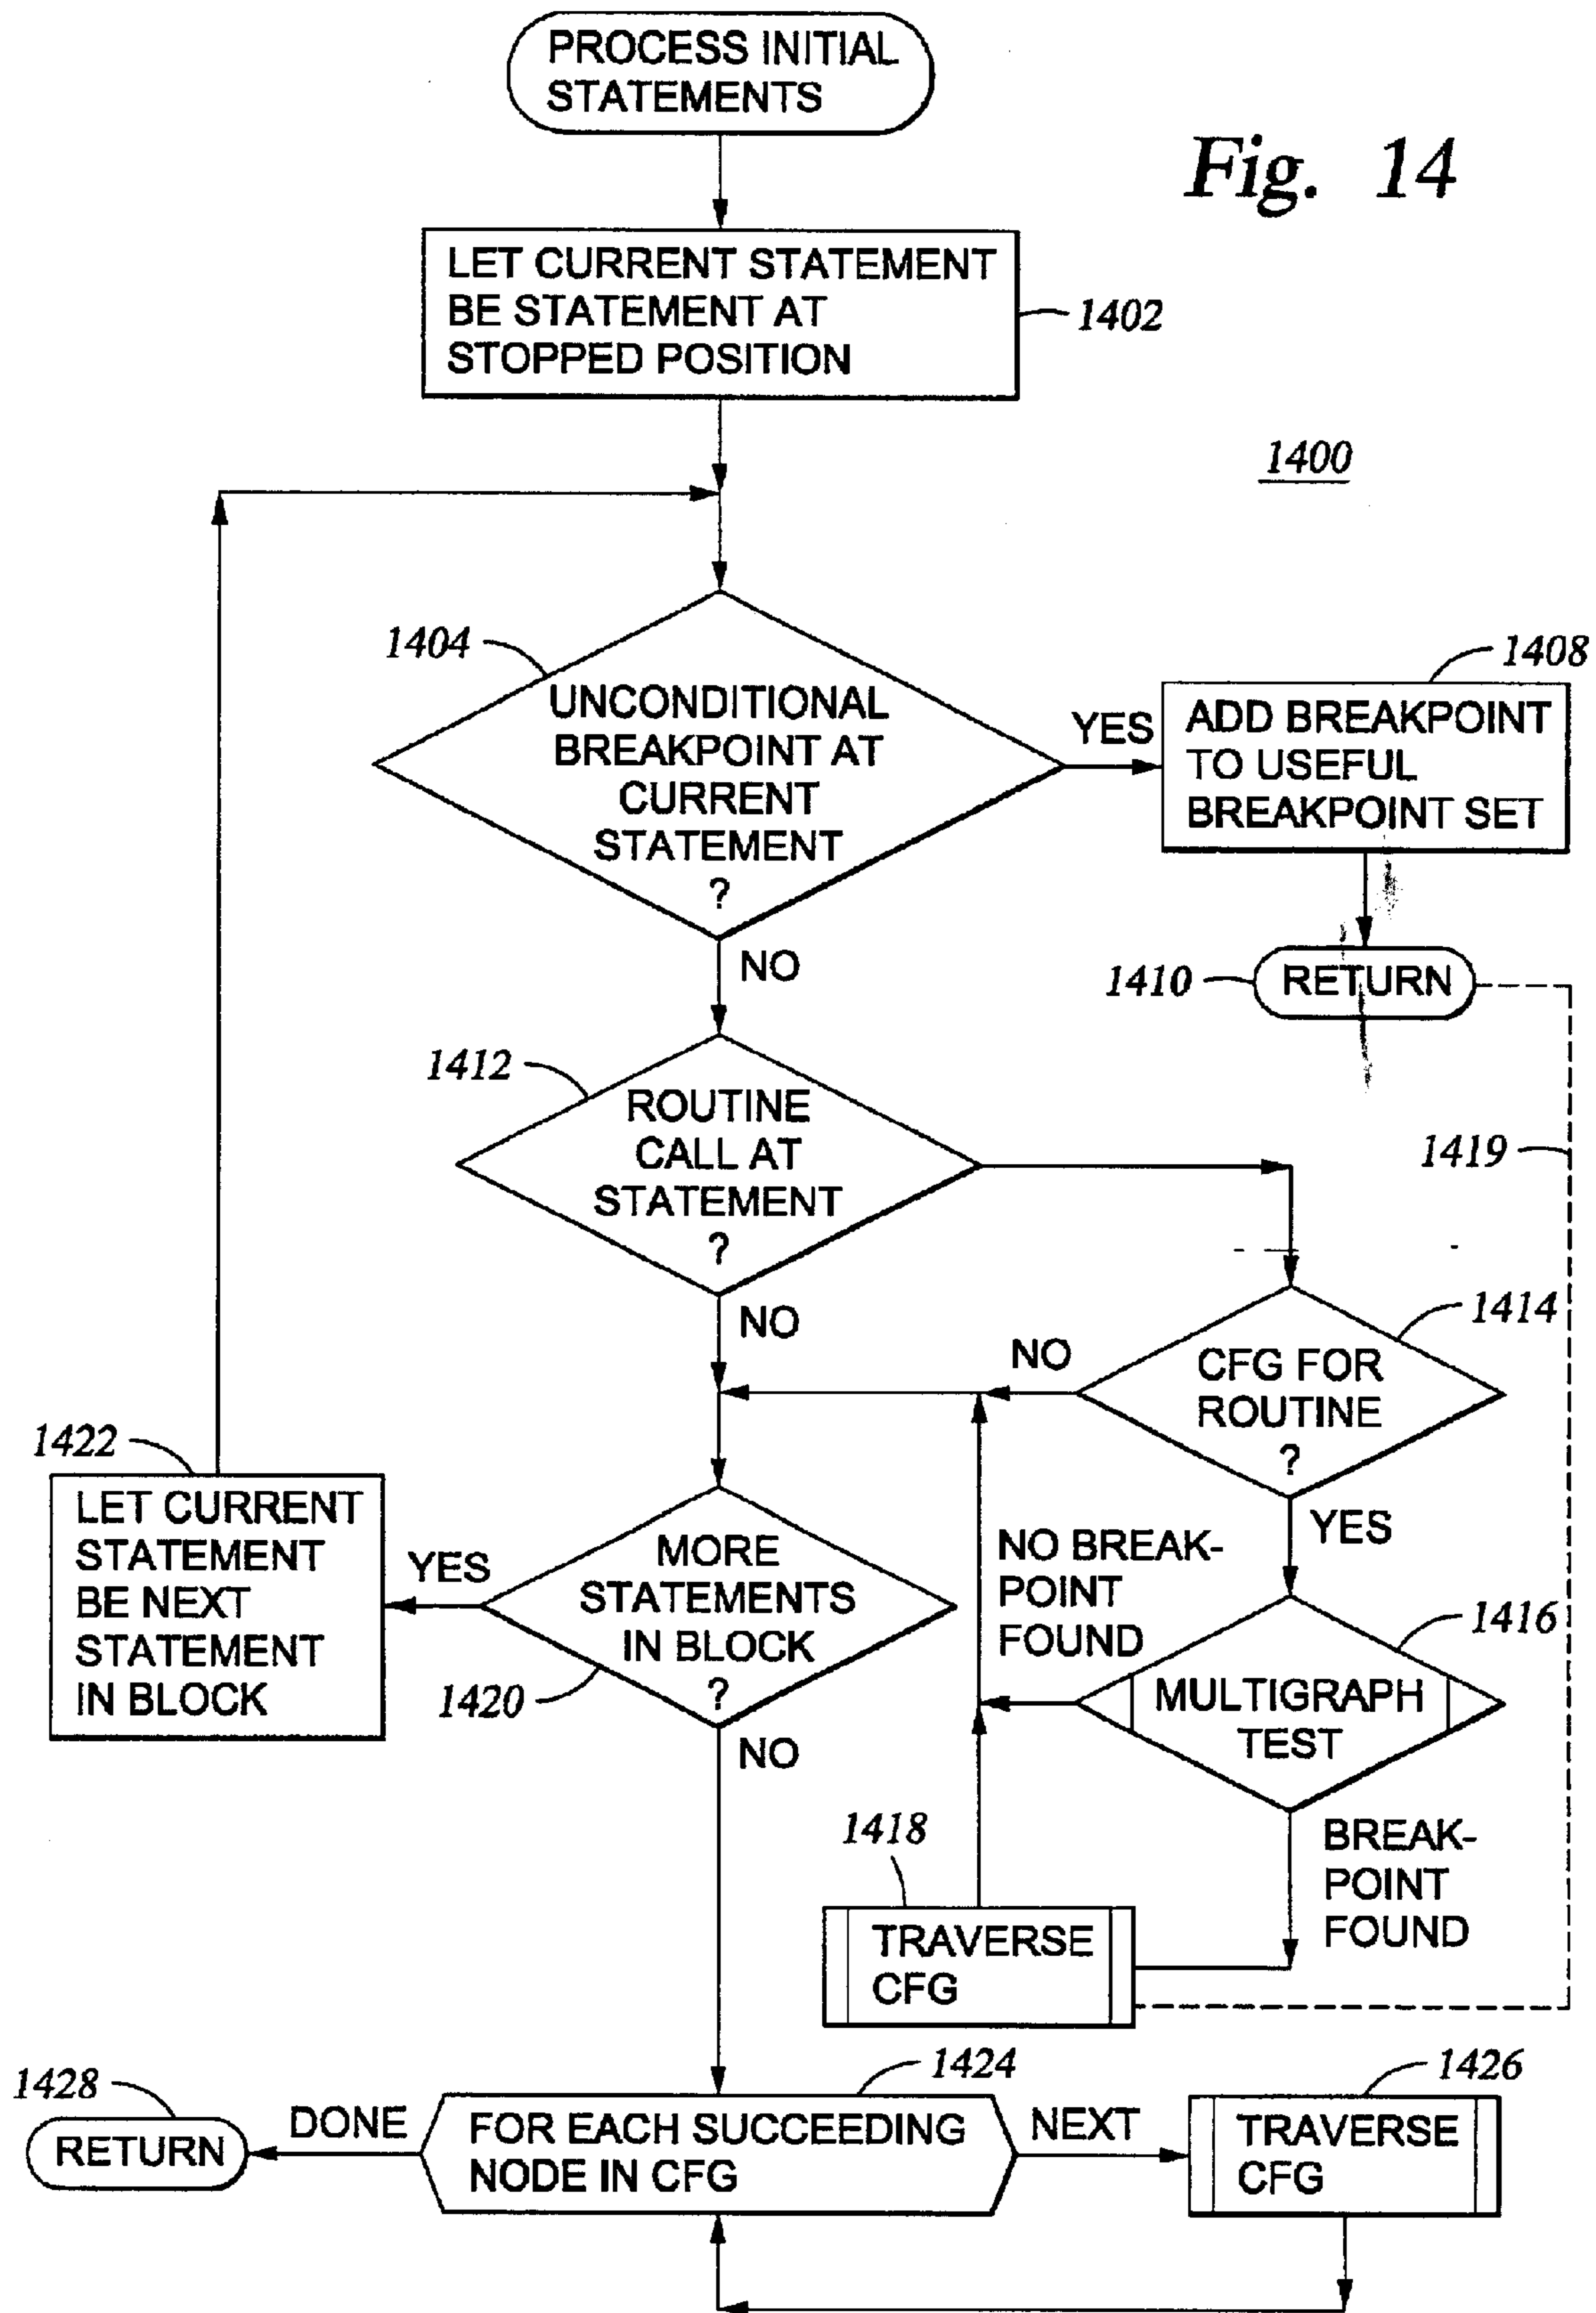 PROCESS INITIAL
STATEMENTS
Fig. 14
LET CURRENT STATEMENT
BE STATEMENT AT
STOPPED POSITION
1402
1400
1404
UNCONDITIONAL
BREAKPOINT AT
CURRENT
STATEMENT
?
YES
1408
ADD BREAKPOINT
TO USEFUL
BREAKPOINT SET
NO
1410
RETURN
1412
ROUTINE
CALL AT
STATEMENT
?
1419
NO
1414
NO
CFG FOR
ROUTINE
?
YES
1422
LET CURRENT
STATEMENT
BE NEXT
STATEMENT
IN BLOCK
YES
MORE
STATEMENTS
IN BLOCK
?
1420
NO
NO BREAK-
POINT
FOUND
1416
MULTIGRAPH
TEST
BREAK-
POINT
FOUND
1418
TRAVERSE
CFG
1428
RETURN
DONE
1424
FOR EACH SUCCEEDING
NODE IN CFG
NEXT
1426
TRAVERSE
CFG